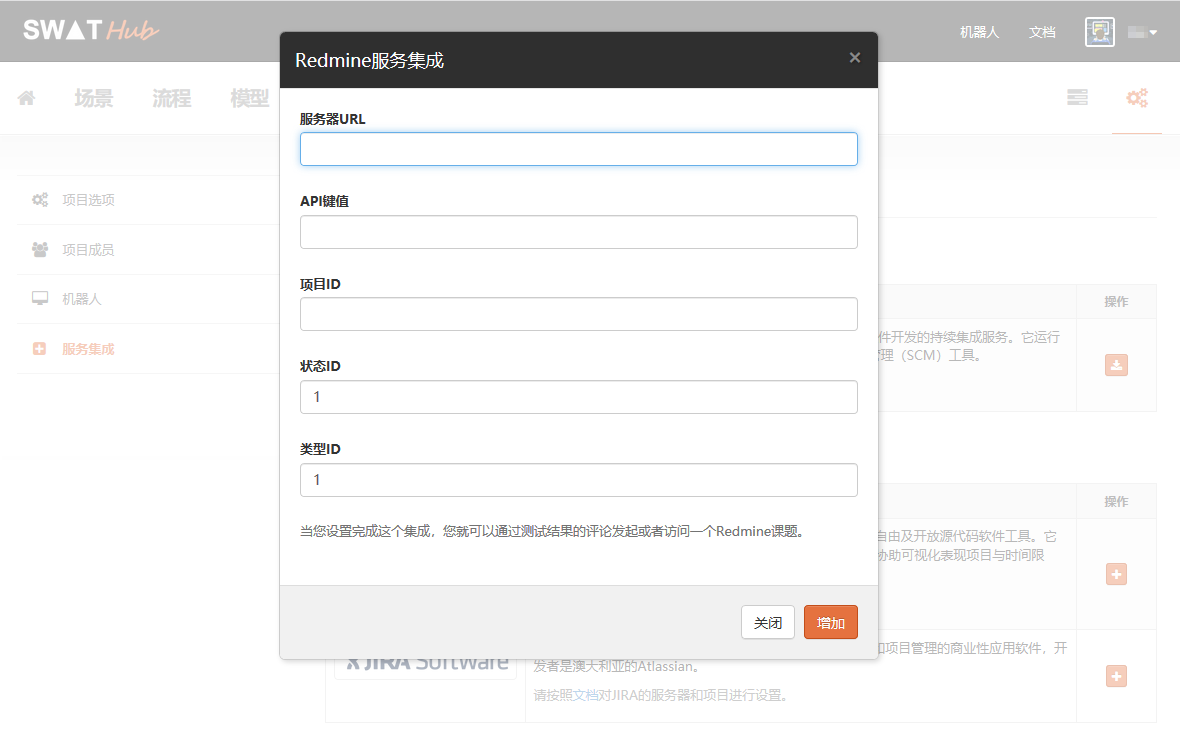 SWAT Hub
机器人
文档
Redmine服务集成
×
场景
流程
模型
服务器URL
API键值
项目选项
项目成员
机器人
服务集成
项目ID
状态ID
1
类型ID
1
当您设置完成这个集成，您就可以通过测试结果的评论发起或者访问一个Redmine课题。
关闭
增加
操作
件开发的持续集成服务。它运行
理（SCM）工具。
操作
自由及开放源代码软件工具。它
协助可视化表现项目与时间限
和项目管理的商业性应用软件，开
JIRA Software
发者是澳大利亚的Atlassian。
请按照文档对JIRA的服务器和项目进行设置。